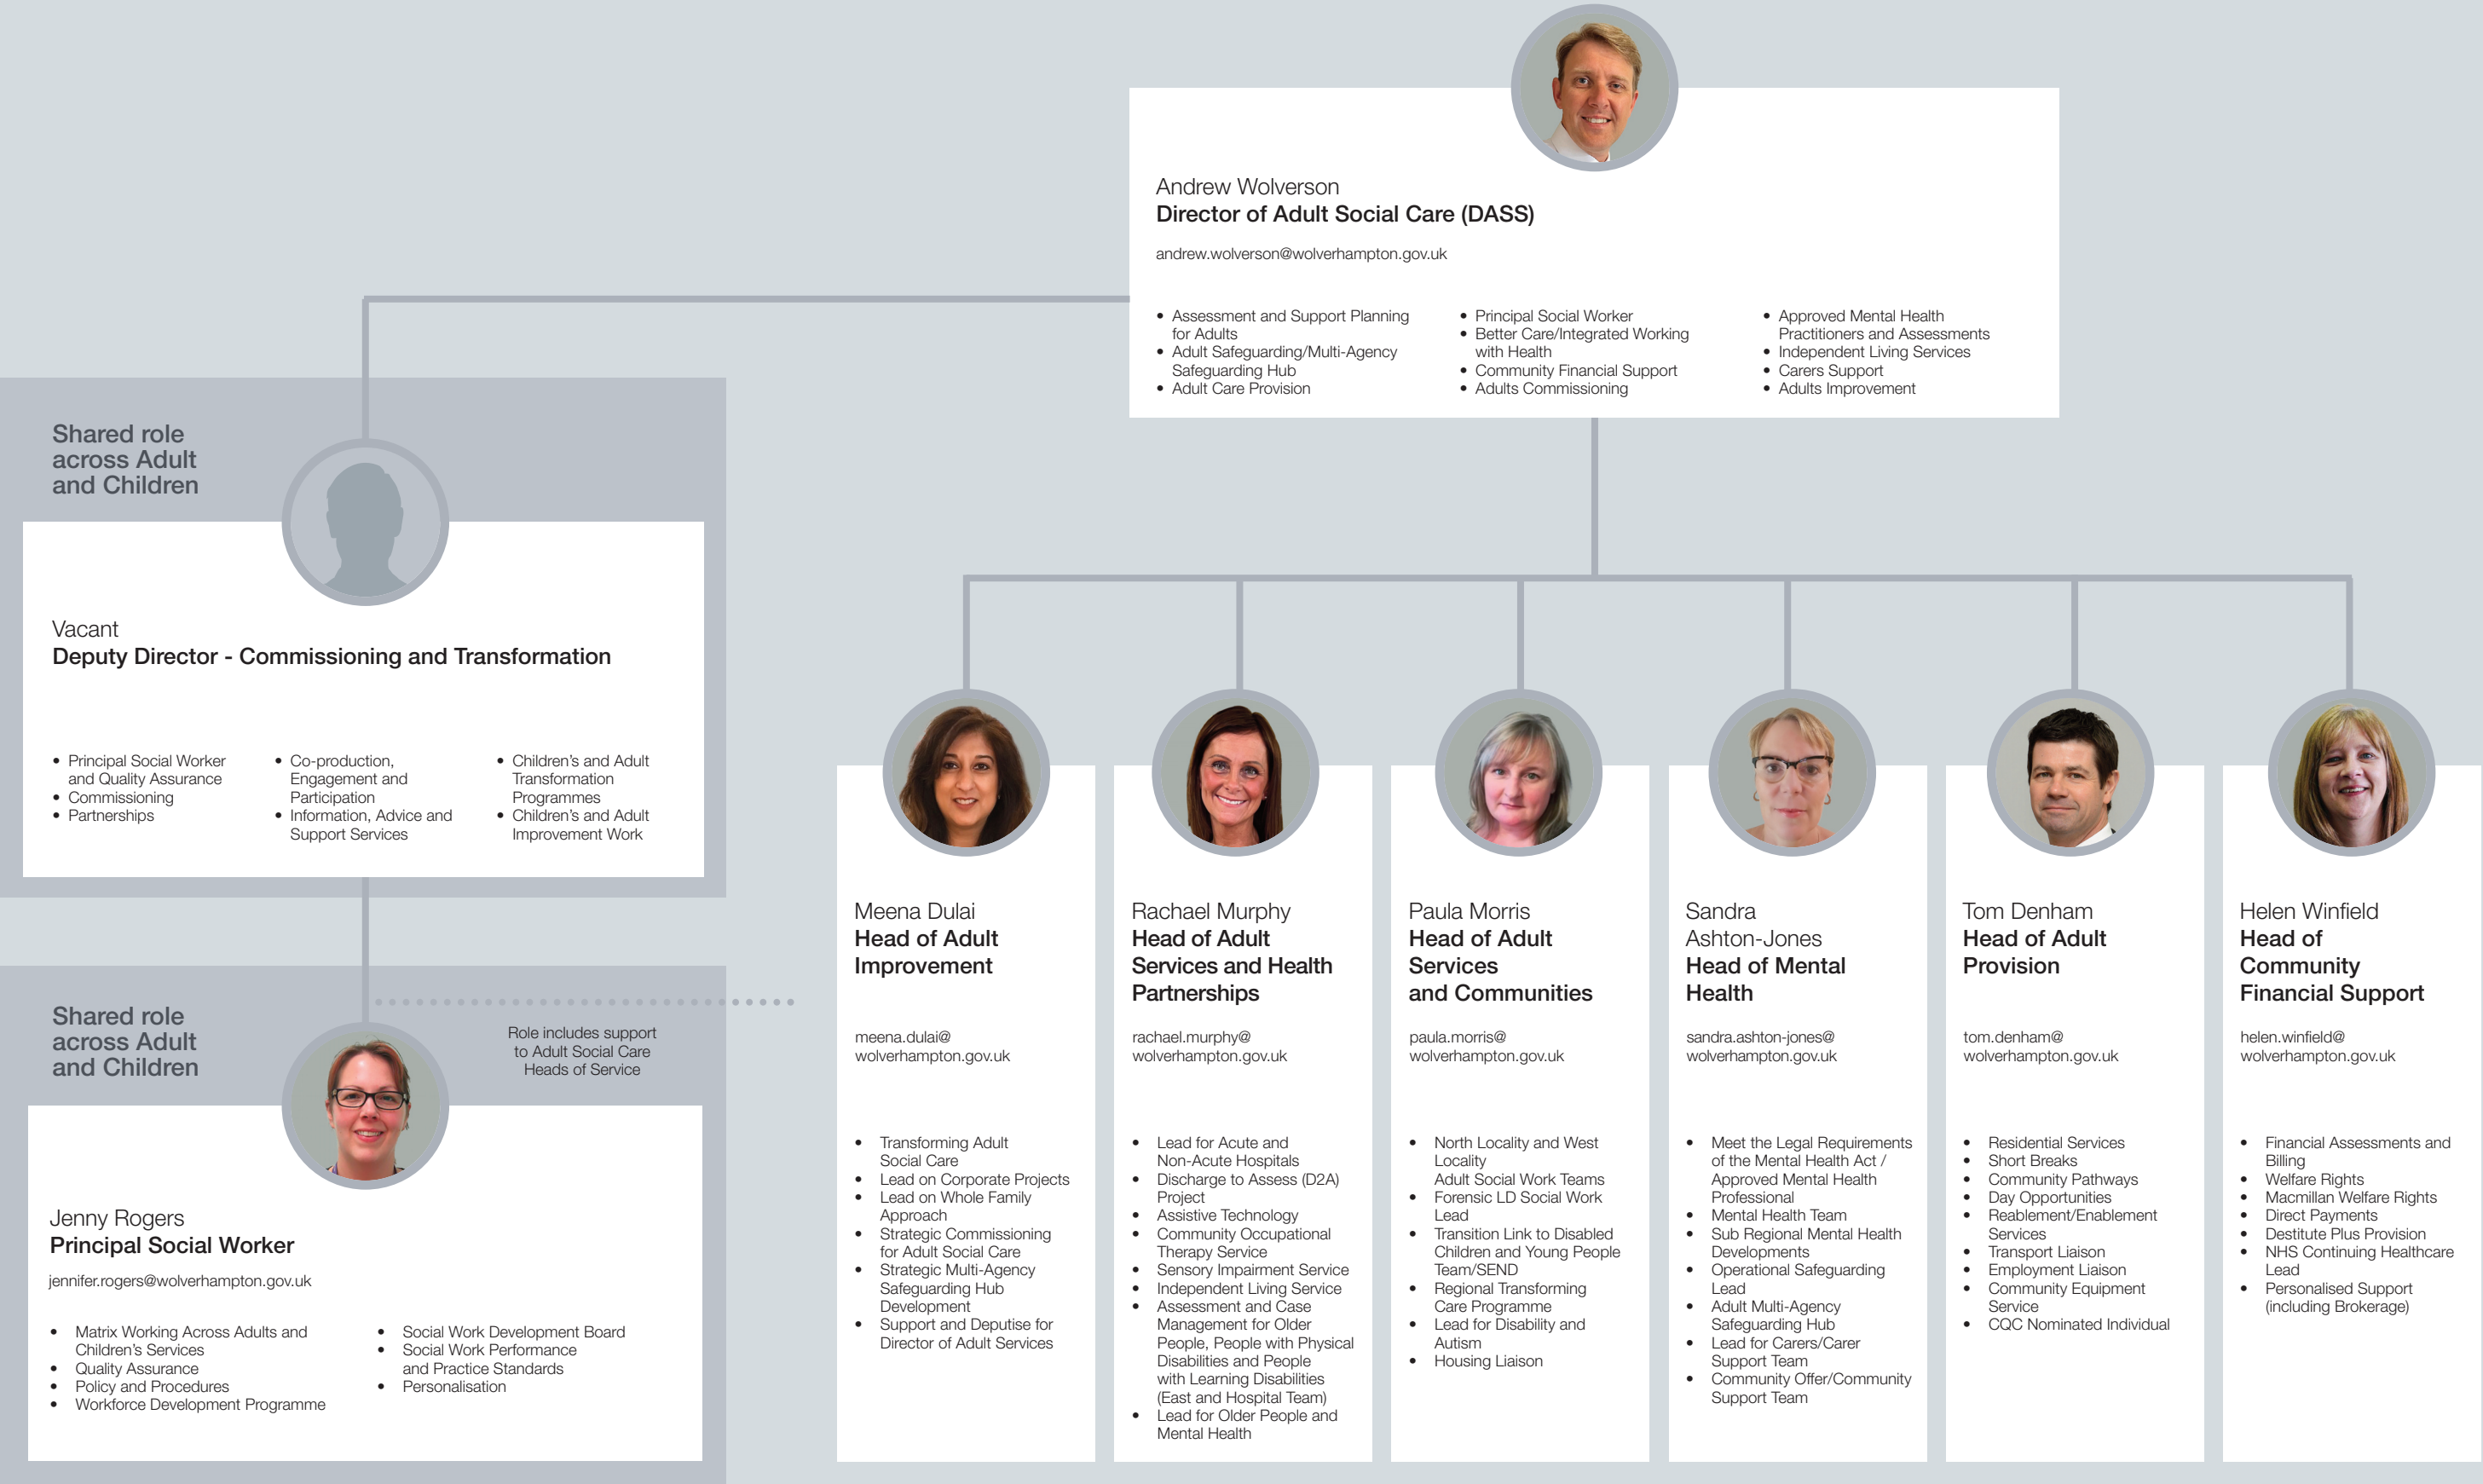 Andrew Wolverson
Director of Adult Social Care (DASS)
andrew.wolverson@wolverhampton.gov.uk
• Assessment and Support Planning
for Adults
• Adult Safeguarding/Multi-Agency
Safeguarding Hub
• Adult Care Provision
• Principal Social Worker
• Better Care/Integrated Working
with Health
• Community Financial Support
• Adults Commissioning
• Approved Mental Health
Practitioners and Assessments
• Independent Living Services
• Carers Support
• Adults Improvement
Shared role
across Adult
and Children
Vacant
Deputy Director - Commissioning and Transformation
• Principal Social Worker
and Quality Assurance
• Commissioning
• Partnerships
• Co-production,
Engagement and
Participation
• Information, Advice and
Support Services
• Children's and Adult
Transformation
Programmes
• Children's and Adult
Improvement Work
Shared role
across Adult
and Children
Role includes support
to Adult Social Care
Heads of Service
Jenny Rogers
Principal Social Worker
jennifer.rogers@wolverhampton.gov.uk
• Matrix Working Across Adults and
Children's Services
• Quality Assurance
• Policy and Procedures
• Workforce Development Programme
• Social Work Development Board
• Social Work Performance
and Practice Standards
• Personalisation
Meena Dulai
Head of Adult
Improvement
meena.dulai@
wolverhampton.gov.uk
• Transforming Adult
Social Care
• Lead on Corporate Projects
• Lead on Whole Family
Approach
• Strategic Commissioning
for Adult Social Care
• Strategic Multi-Agency
Safeguarding Hub
Development
• Support and Deputise for
Director of Adult Services
Rachael Murphy
Head of Adult
Services and Health
Partnerships
rachael.murphy@
wolverhampton.gov.uk
• Lead for Acute and
Non-Acute Hospitals
• Discharge to Assess (D2A)
Project
• Assistive Technology
• Community Occupational
Therapy Service
• Sensory Impairment Service
• Independent Living Service
• Assessment and Case
Management for Older
People, People with Physical
Disabilities and People
with Learning Disabilities
(East and Hospital Team)
• Lead for Older People and
Mental Health
Paula Morris
Head of Adult
Services
and Communities
paula.morris@
wolverhampton.gov.uk
• North Locality and West
Locality
Adult Social Work Teams
• Forensic LD Social Work
Lead
• Transition Link to Disabled
Children and Young People
Team/SEND
• Regional Transforming
Care Programme
• Lead for Disability and
Autism
• Housing Liaison
Sandra
Ashton-Jones
Head of Mental
Health
sandra.ashton-jones@
wolverhampton.gov.uk
• Meet the Legal Requirements
of the Mental Health Act /
Approved Mental Health
Professional
• Mental Health Team
• Sub Regional Mental Health
Developments
• Operational Safeguarding
Lead
• Adult Multi-Agency
Safeguarding Hub
• Lead for Carers/Carer
Support Team
• Community Offer/Community
Support Team
Tom Denham
Head of Adult
Provision
tom.denham@
wolverhampton.gov.uk
• Residential Services
• Short Breaks
• Community Pathways
• Day Opportunities
• Reablement/Enablement
Services
• Transport Liaison
• Employment Liaison
• Community Equipment
Service
• CQC Nominated Individual
Helen Winfield
Head of
Community
Financial Support
helen.winfield@
wolverhampton.gov.uk
• Financial Assessments and
Billing
• Welfare Rights
• Macmillan Welfare Rights
• Direct Payments
• Destitute Plus Provision
• NHS Continuing Healthcare
Lead
• Personalised Support
(including Brokerage)